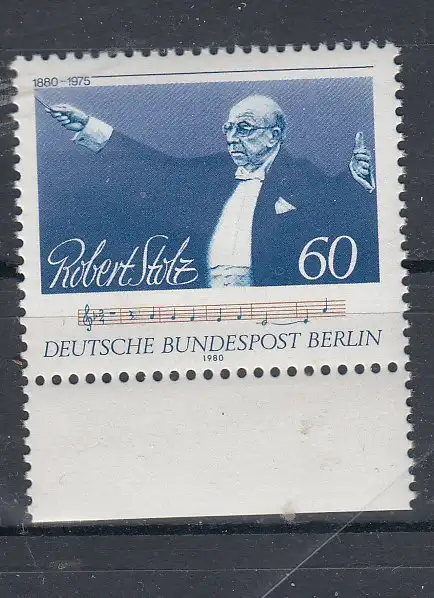 1880-1975
Robert Stolz
60
DEUTSCHE BUNDESPOST BERLIN
1980